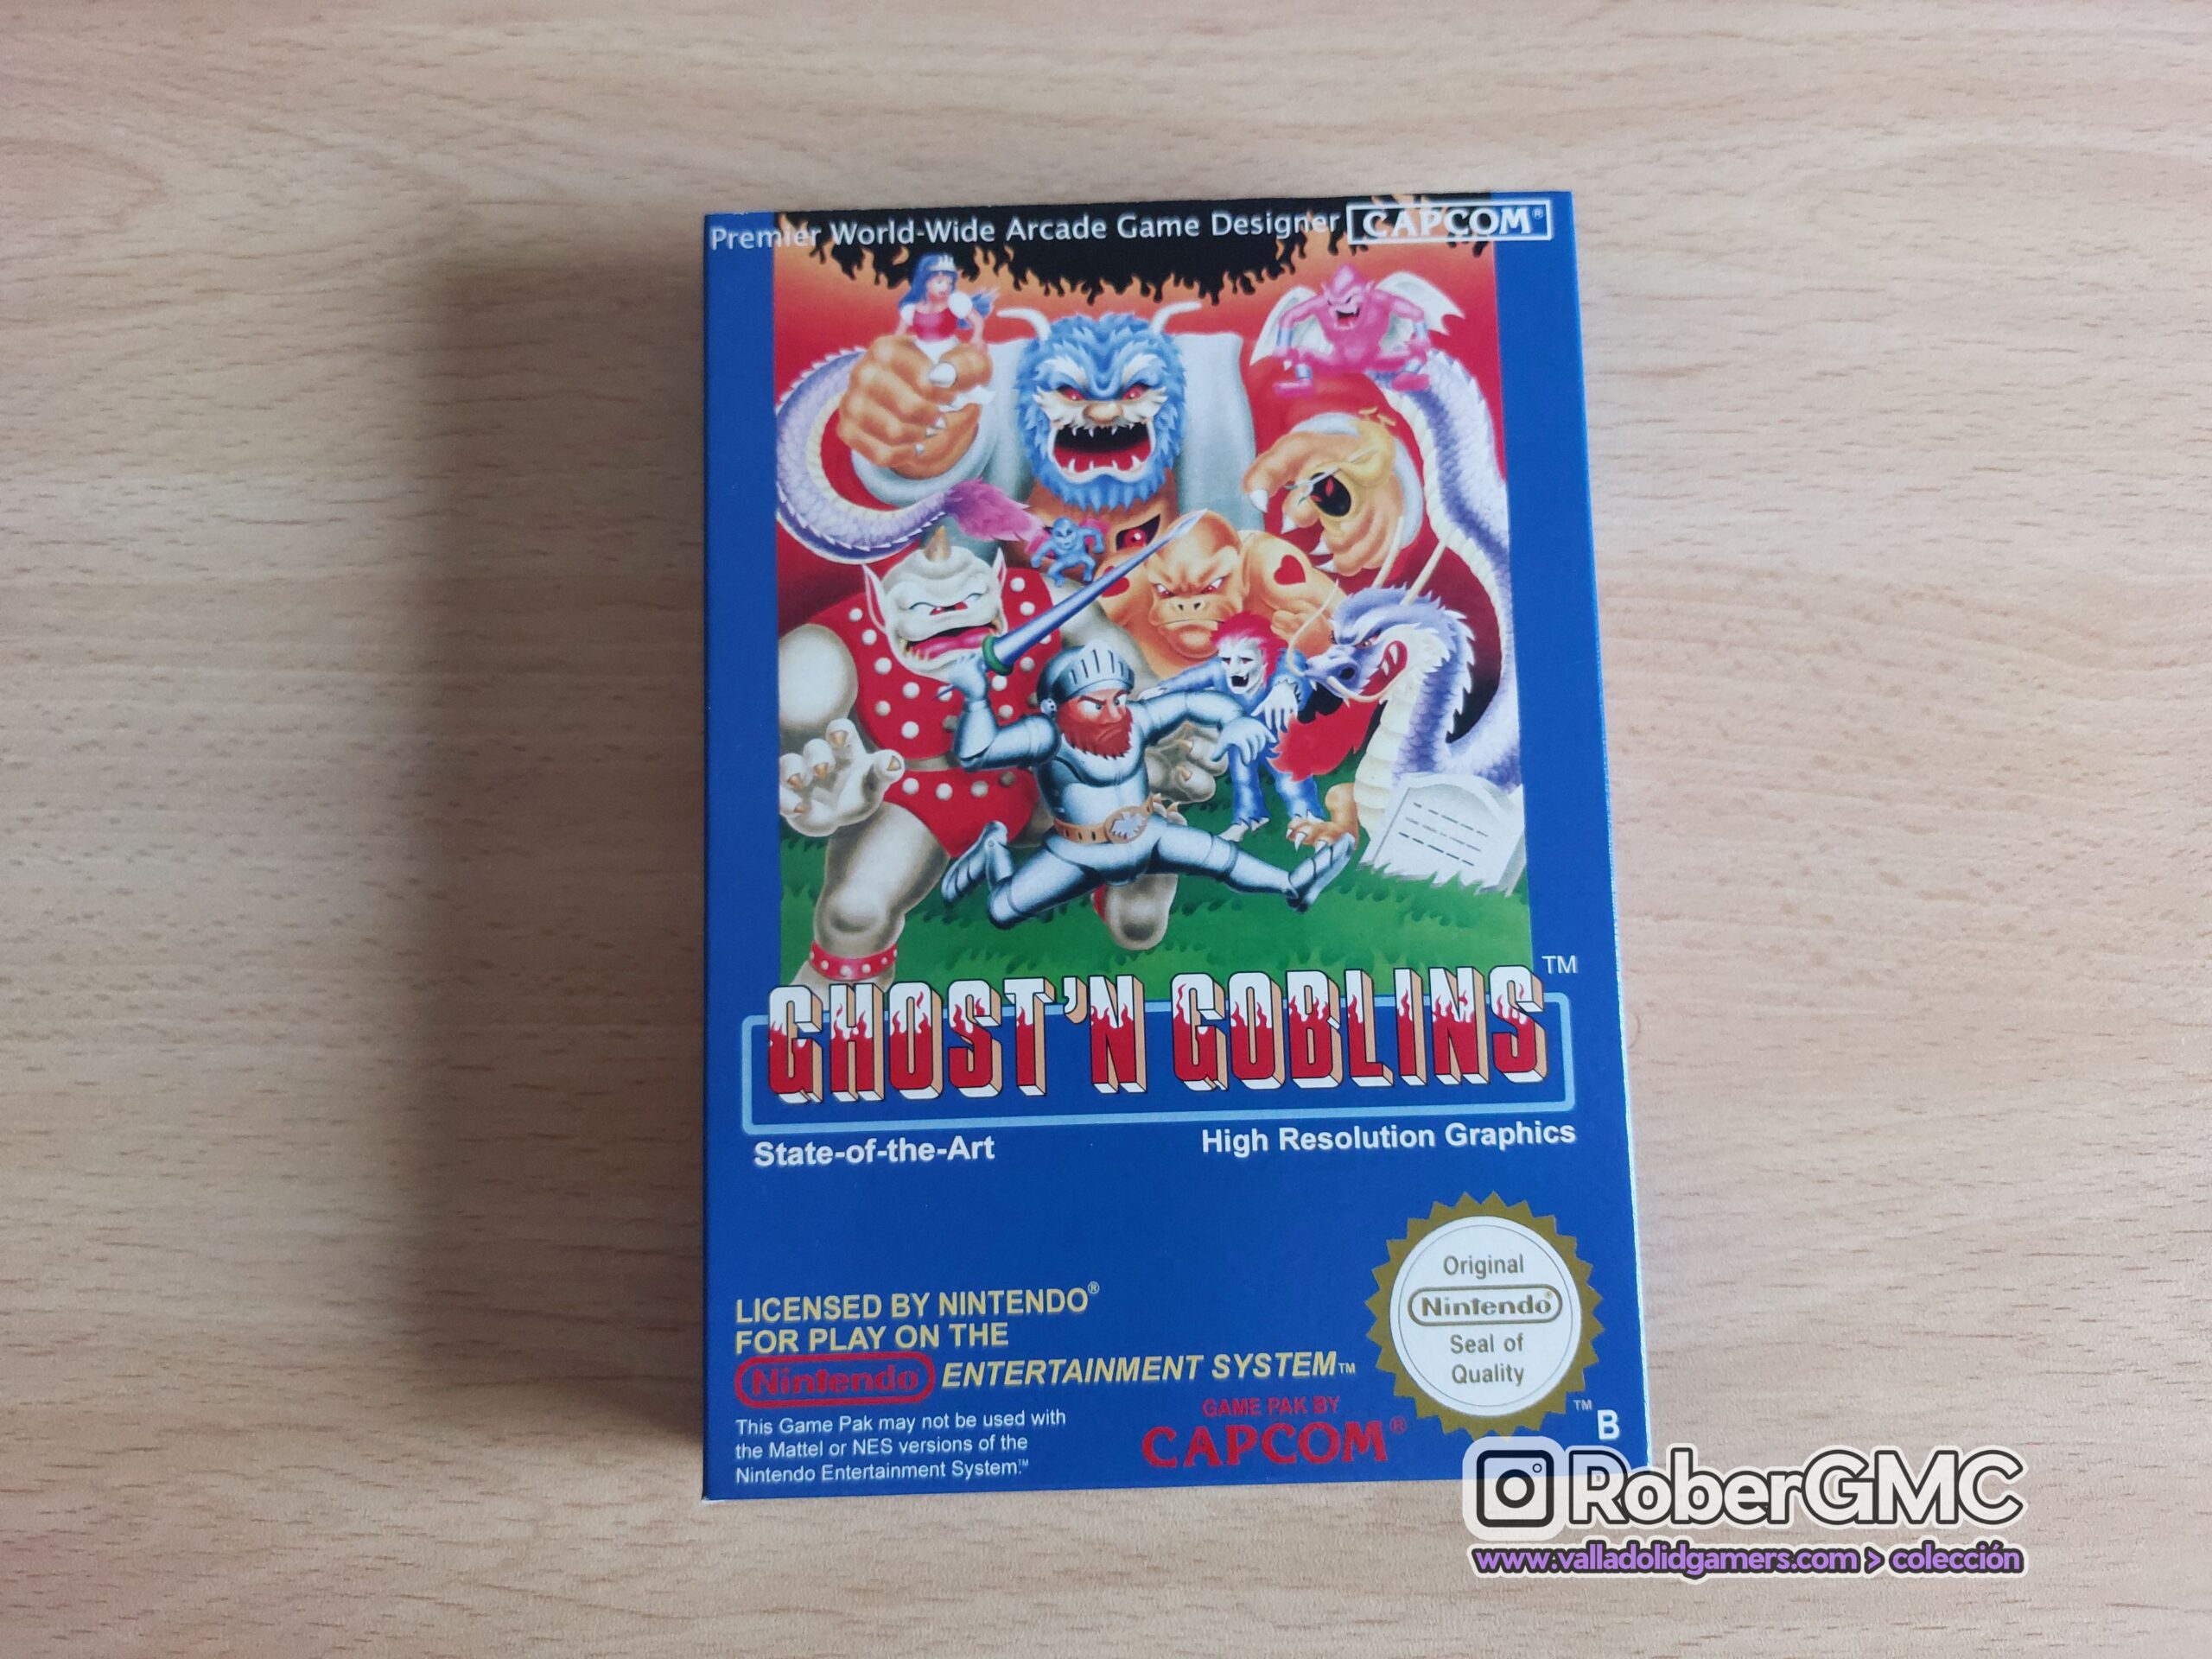 Premier World-Wide Arcade Game Designer CAPCOM®
GHOST'N GOBLINS™
State-of-the-Art
High Resolution Graphics
LICENSED BY NINTENDO®
FOR PLAY ON THE
Nintendo ENTERTAINMENT SYSTEM™
This Game Pak may not be used with
the Mattel or NES versions of the
Nintendo Entertainment System.™
GAME PAK BY
CAPCOM®
Original
Nintendo®
Seal of
Quality
™
B
RoberGMC
www.valladolidgamers.com > colección